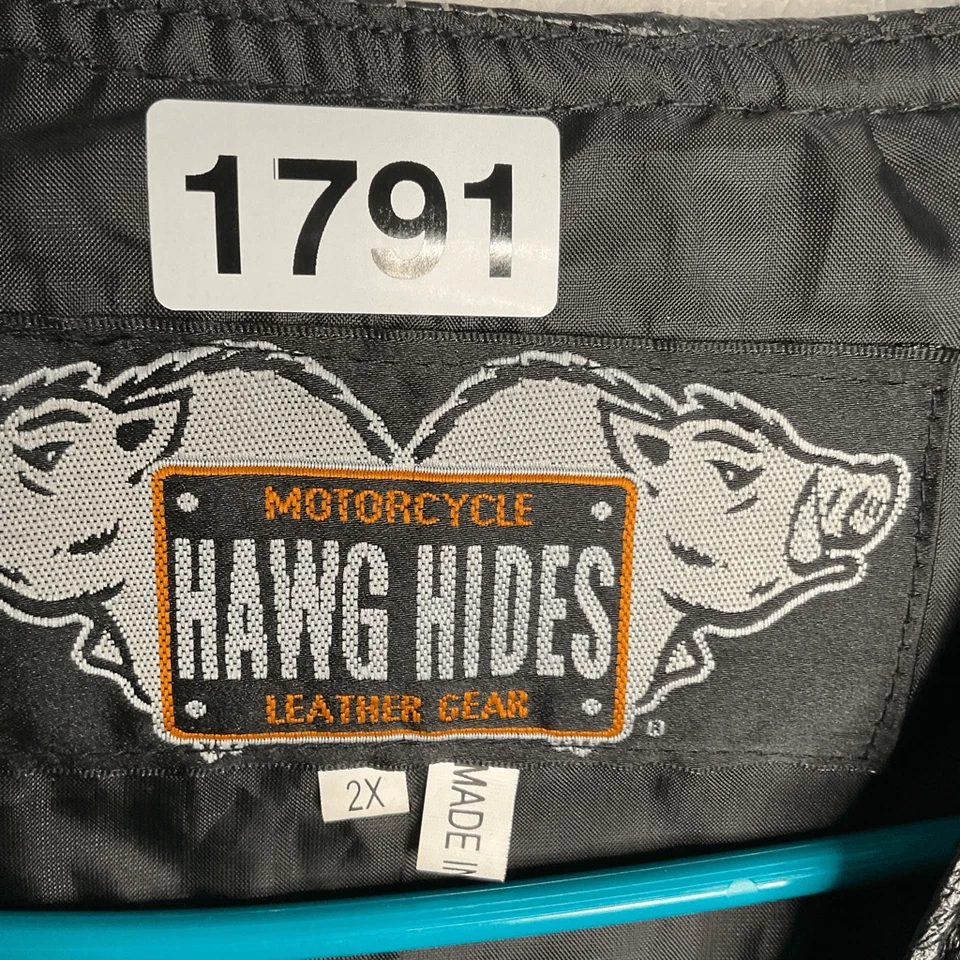 1791
MOTORCYCLE
HAWG HIDES
LEATHER GEAR
®
2X
MADE IN